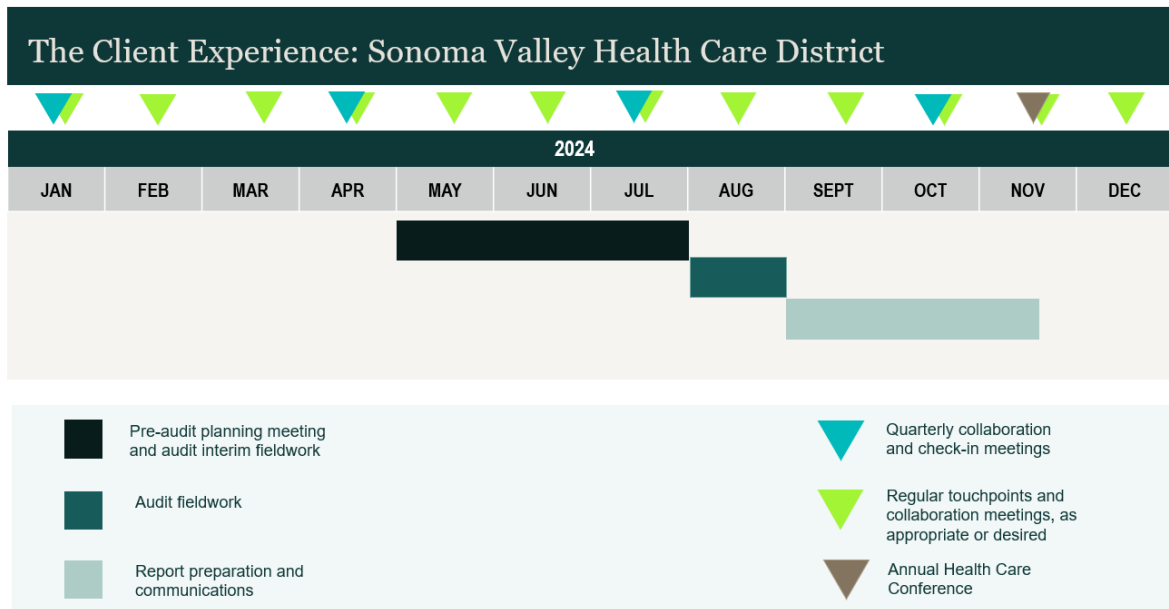 The Client Experience: Sonoma Valley Health Care District
2024
JAN FEB MAR APR MAY JUN JUL AUG SEPT OCT NOV DEC
Pre-audit planning meeting
and audit interim fieldwork
Audit fieldwork
Report preparation and
communications
Quarterly collaboration
and check-in meetings
Regular touchpoints and
collaboration meetings, as
appropriate or desired
Annual Health Care
Conference